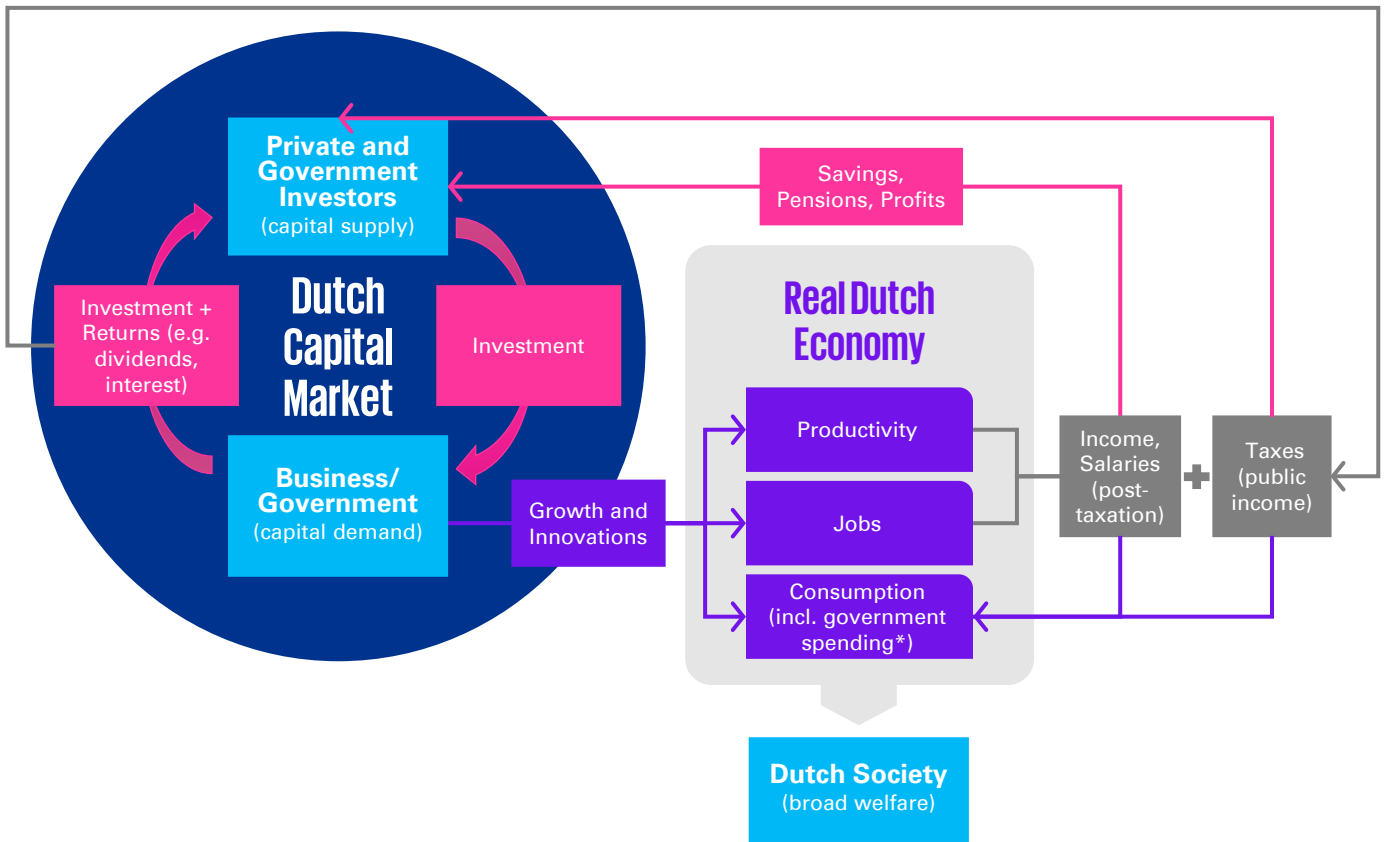 Private and
Government
Investors
(capital supply)
Savings,
Pensions, Profits
Investment +
Returns (e.g.
dividends,
interest)
Dutch
Capital
Market
Investment
Business/
Government
(capital demand)
Growth and
Innovations
Real Dutch
Economy
Productivity
Jobs
Consumption
(incl. government
spending*)
Income,
Salaries
(post-
taxation)
Taxes
(public
income)
Dutch Society
(broad welfare)